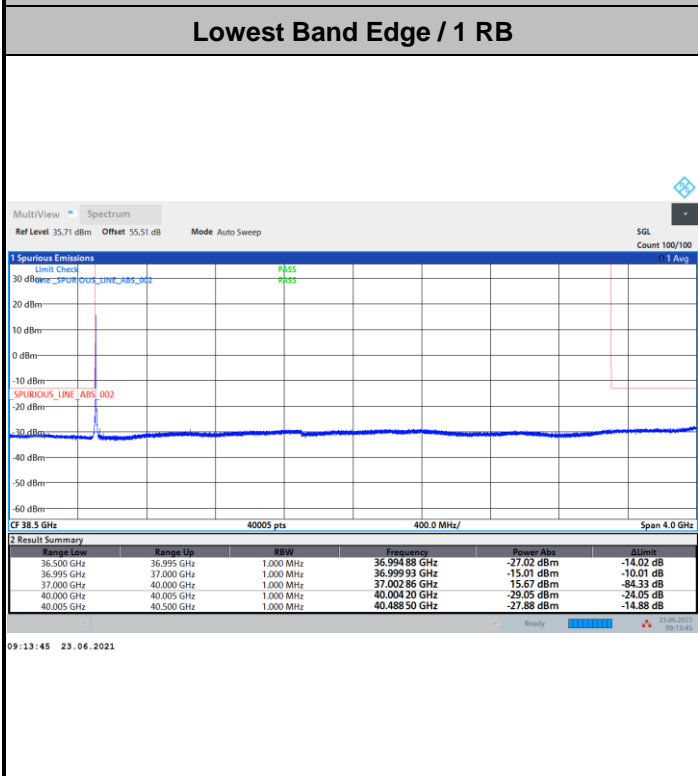 Lowest Band Edge / 1 RB
MultiView Spectrum
Ref Level 35.71 dBm Offset 55.51 dB Mode Auto Sweep SGL
Count 100/100
1 Spurious Emissions 1 Avg
Limit Check PASS
30 dBm Line _SPURIOUS_LINE_ABS_002 PASS
20 dBm
10 dBm
0 dBm
-10 dBm
_SPURIOUS_LINE_ABS_002
-20 dBm
-30 dBm
-40 dBm
-50 dBm
-60 dBm
CF 38.5 GHz 40005 pts 400.0 MHz/ Span 4.0 GHz
2 Result Summary
Range Low Range Up RBW Frequency Power Abs ΔLimit
36.500 GHz 36.995 GHz 1.000 MHz 36.994 88 GHz -27.02 dBm -14.02 dB
36.995 GHz 37.000 GHz 1.000 MHz 36.999 93 GHz -15.01 dBm -10.01 dB
37.000 GHz 40.000 GHz 1.000 MHz 37.002 86 GHz 15.67 dBm -84.33 dB
40.000 GHz 40.005 GHz 1.000 MHz 40.004 20 GHz -29.05 dBm -24.05 dB
40.005 GHz 40.500 GHz 1.000 MHz 40.488 50 GHz -27.88 dBm -14.88 dB
Ready 23.06.2021
09:13:45
09:13:45 23.06.2021